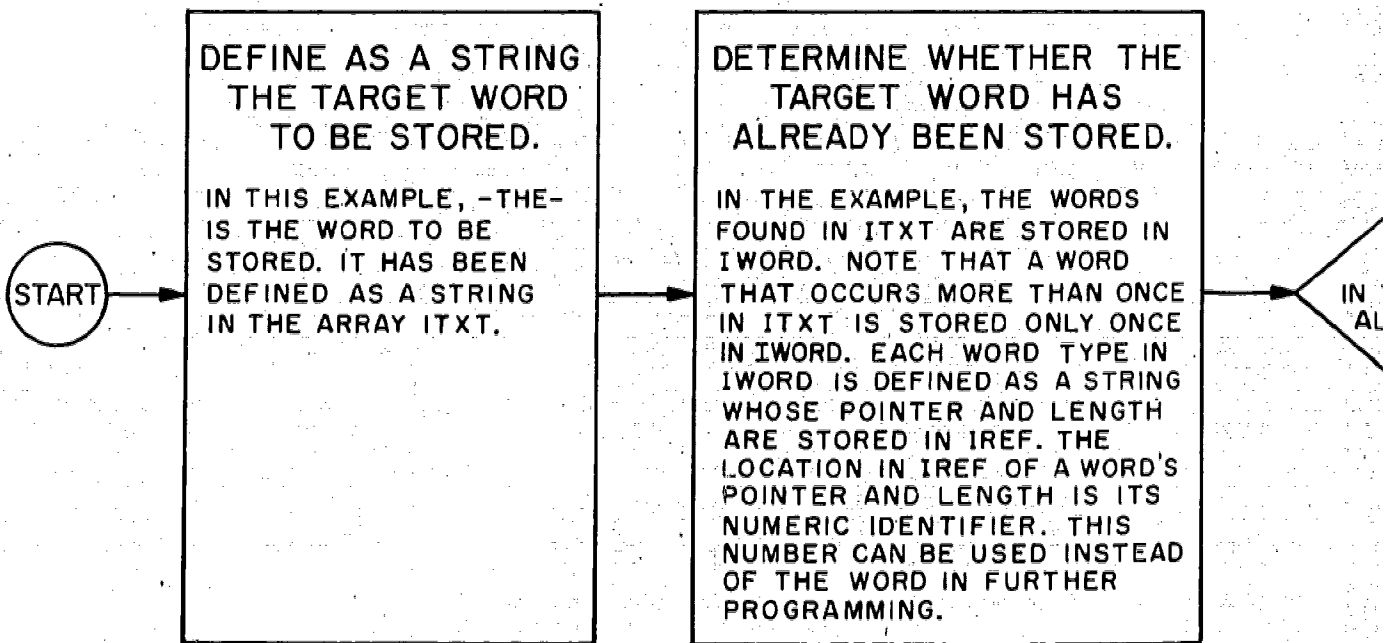 START
DEFINE AS A STRING
THE TARGET WORD
TO BE STORED.
IN THIS EXAMPLE, -THE-
IS THE WORD TO BE
STORED. IT HAS BEEN
DEFINED AS A STRING
IN THE ARRAY ITXT.
DETERMINE WHETHER THE
TARGET WORD HAS
ALREADY BEEN STORED.
IN THE EXAMPLE, THE WORDS
FOUND IN ITXT ARE STORED IN
IWORD. NOTE THAT A WORD
THAT OCCURS MORE THAN ONCE
IN ITXT IS STORED ONLY ONCE
IN IWORD. EACH WORD TYPE IN
IWORD IS DEFINED AS A STRING
WHOSE POINTER AND LENGTH
ARE STORED IN IREF. THE
LOCATION IN IREF OF A WORD'S
POINTER AND LENGTH IS ITS
NUMERIC IDENTIFIER. THIS
NUMBER CAN BE USED INSTEAD
OF THE WORD IN FURTHER
PROGRAMMING.
IN